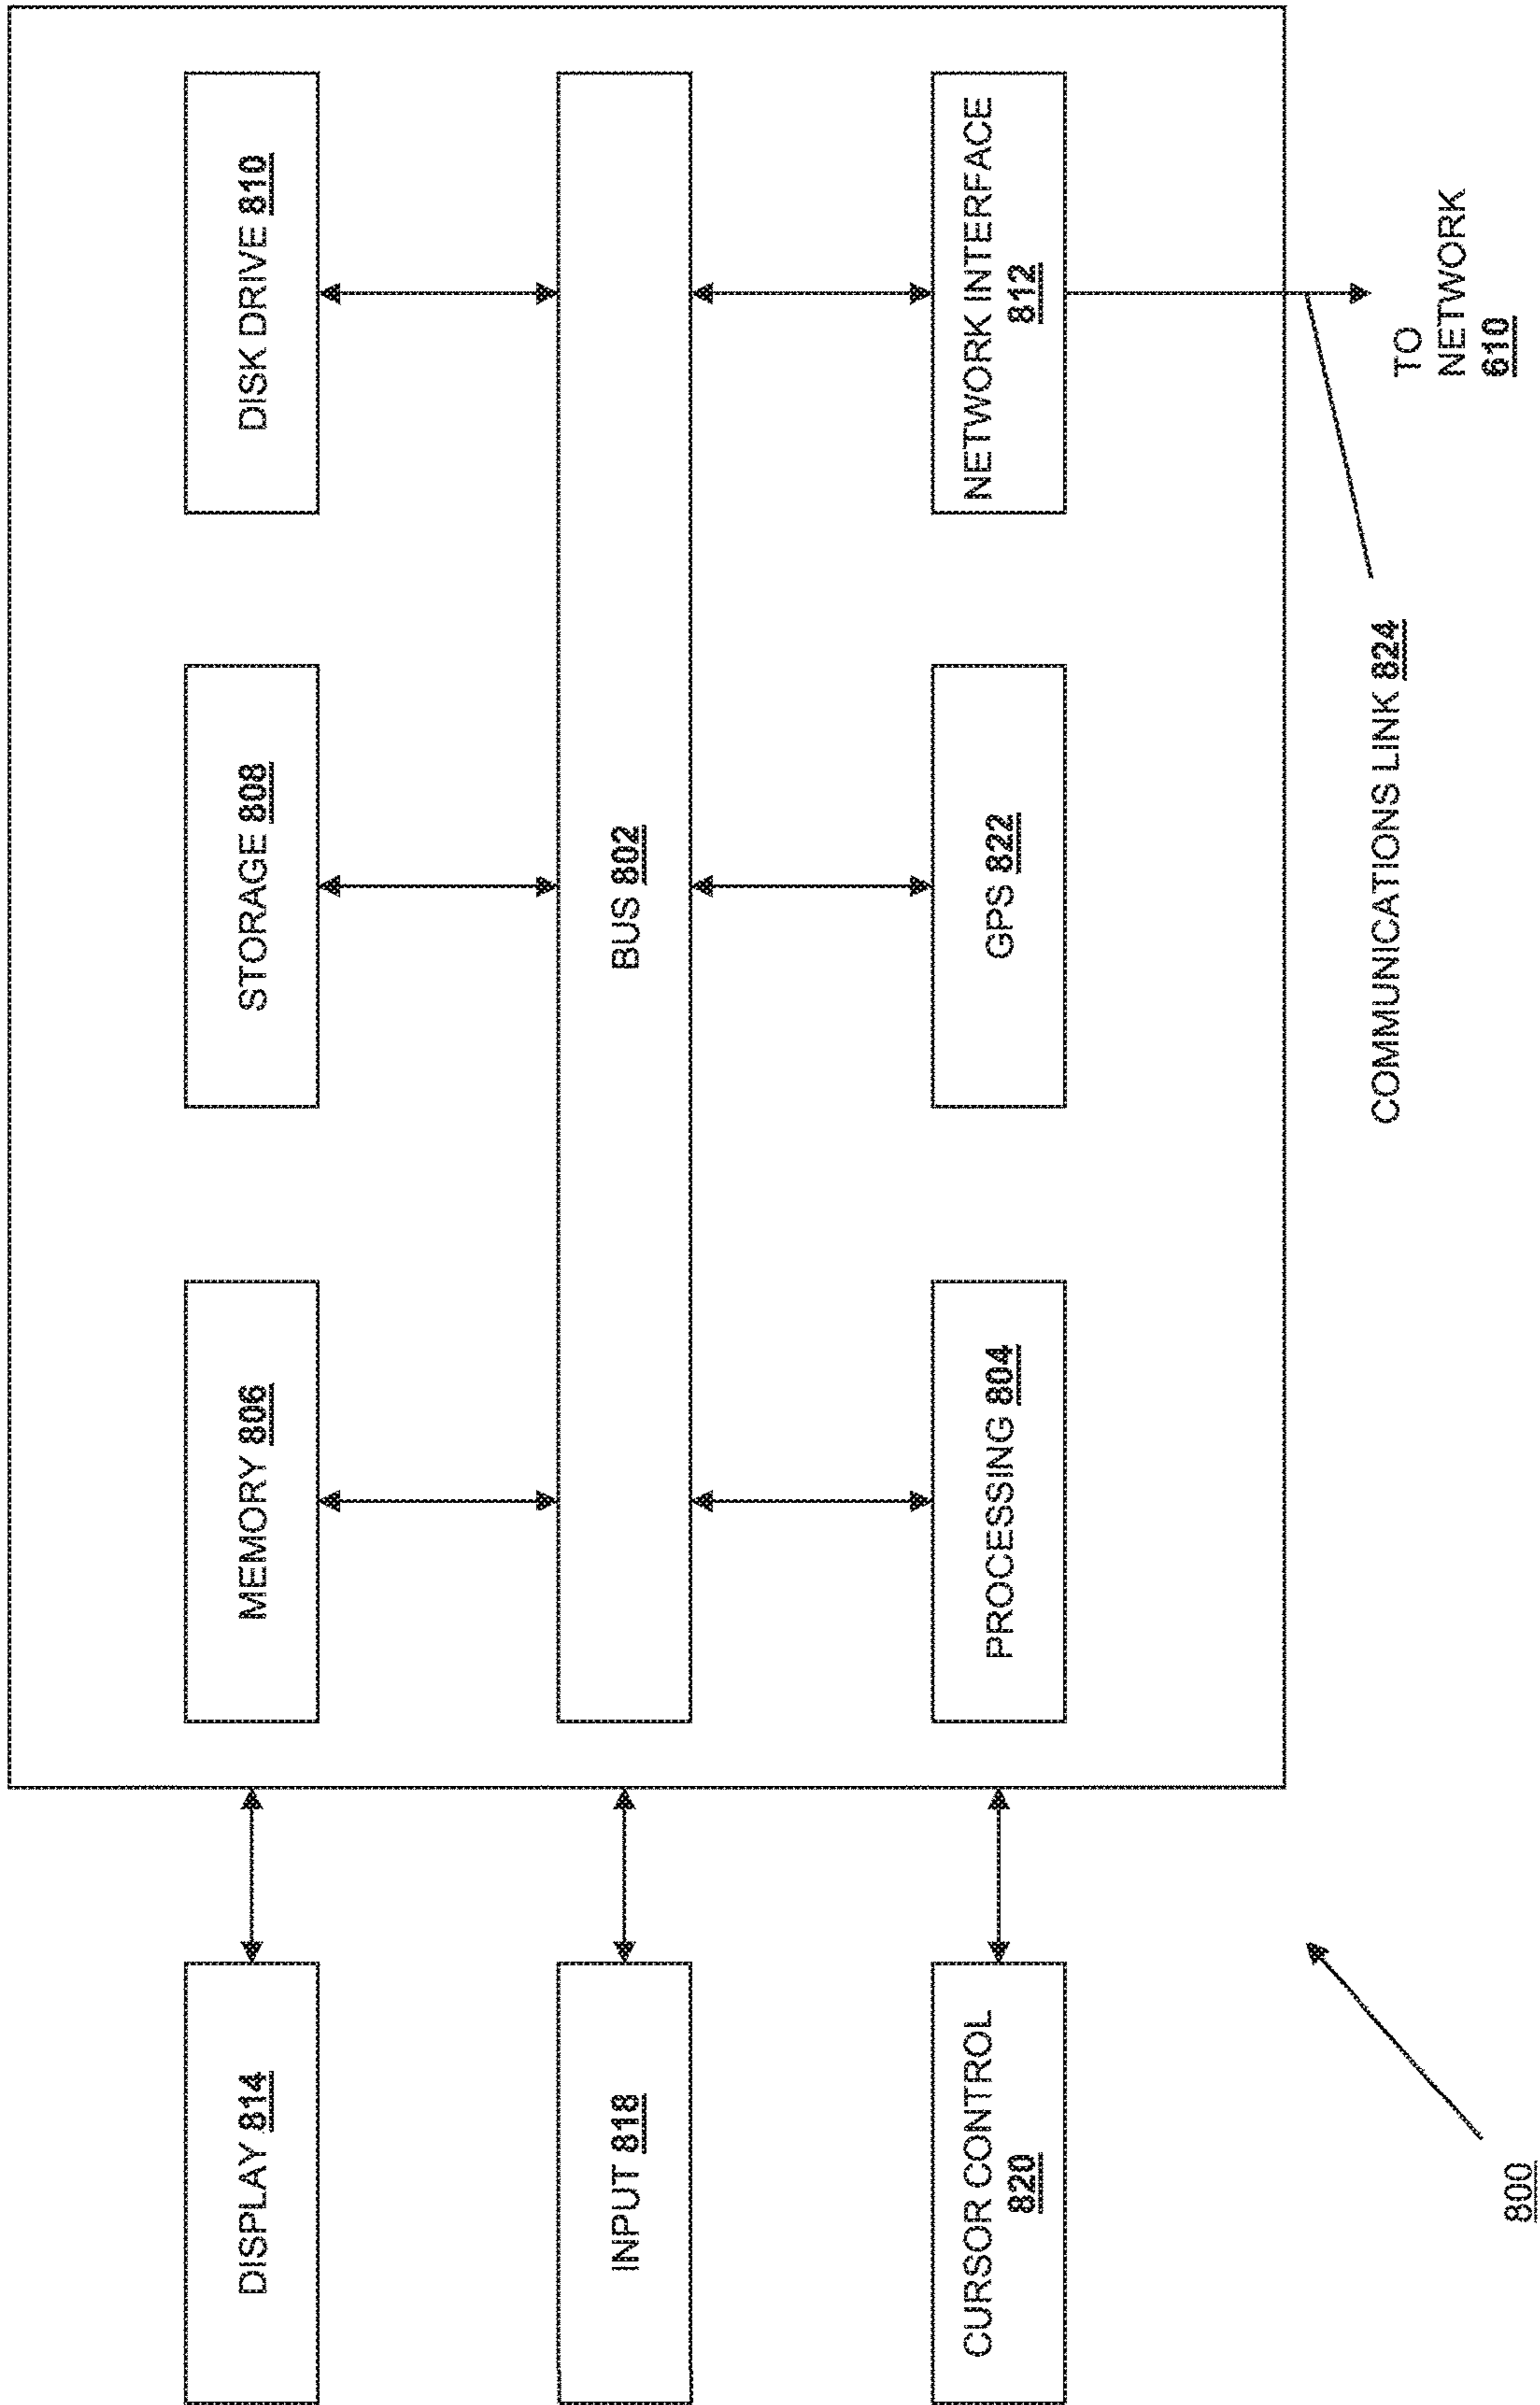 DISPLAY 814
MEMORY 806
STORAGE 808
DISK DRIVE 810
INPUT 818
BUS 802
CURSOR CONTROL
820
PROCESSING 804
GPS 822
NETWORK INTERFACE
812
COMMUNICATIONS LINK 824
TO
NETWORK
610
800